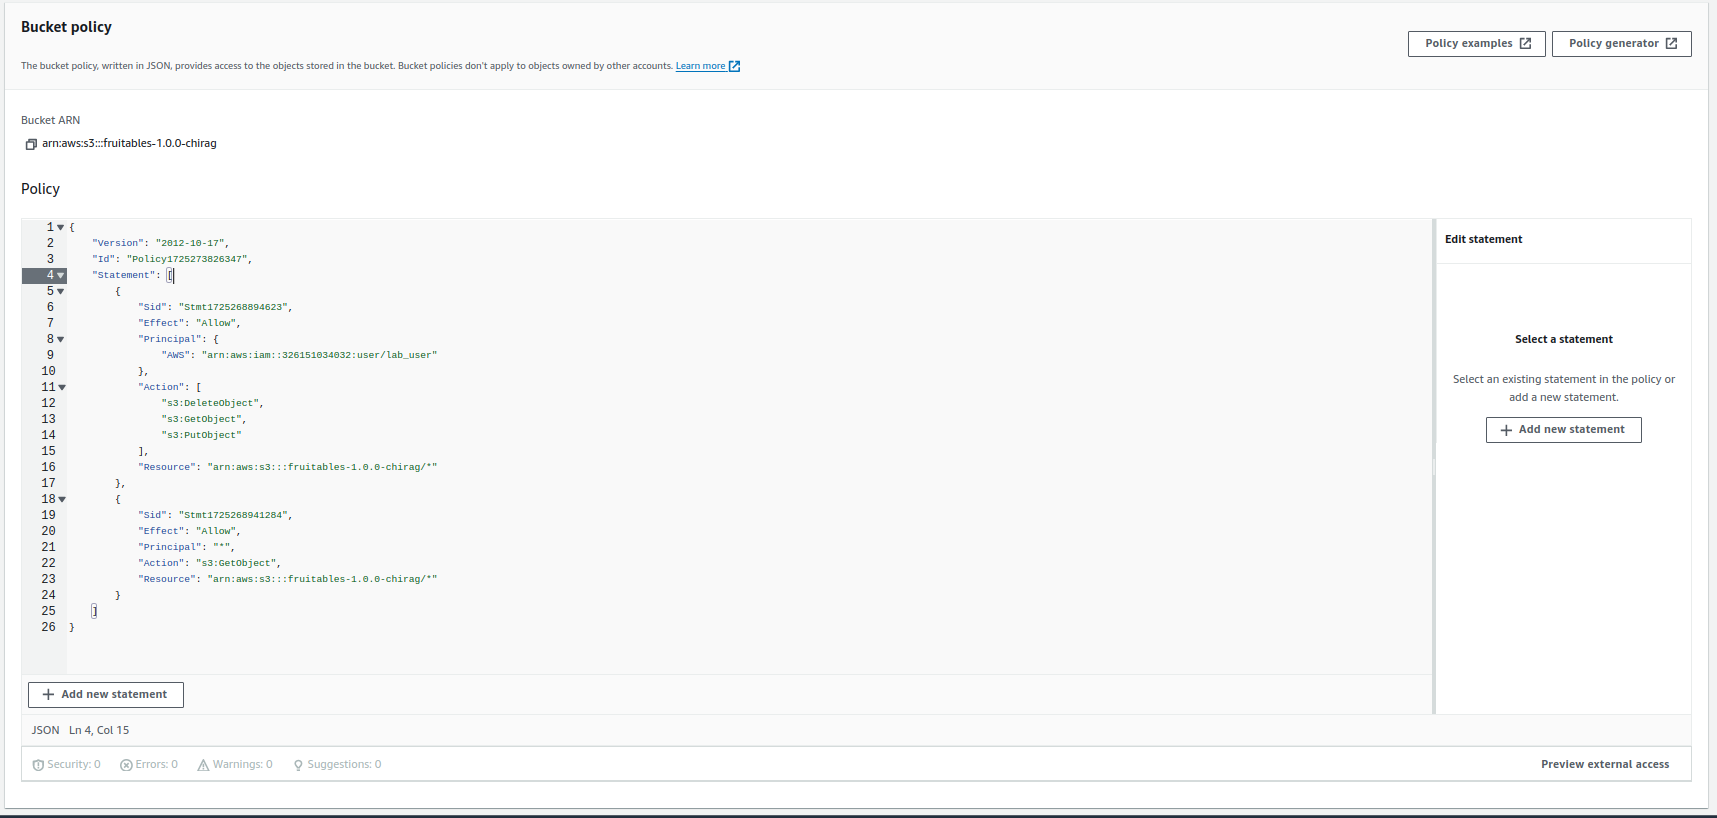 Bucket policy
Policy examples
Policy generator
The bucket policy, written in JSON, provides access to the objects stored in the bucket. Bucket policies don't apply to objects owned by other accounts. Learn more
Bucket ARN
arn:aws:s3:::fruitables-1.0.0-chirag
Policy
1 {
2 "Version": "2012-10-17",
3 "Id": "Policy1725273826347",
4 "Statement": [
5 {
6 "Sid": "Stmt1725268894623",
7 "Effect": "Allow",
8 "Principal": {
9 "AWS": "arn:aws:iam::326151034032:user/lab_user"
10 },
11 "Action": [
12 "s3:DeleteObject",
13 "s3:GetObject",
14 "s3:PutObject"
15 ],
16 "Resource": "arn:aws:s3:::fruitables-1.0.0-chirag/*"
17 },
18 {
19 "Sid": "Stmt1725268941284",
20 "Effect": "Allow",
21 "Principal": "*",
22 "Action": "s3:GetObject",
23 "Resource": "arn:aws:s3:::fruitables-1.0.0-chirag/*"
24 }
25 ]
26 }
Edit statement
Select a statement
Select an existing statement in the policy or
add a new statement.
Add new statement
Add new statement
JSON Ln 4, Col 15
Security: 0 Errors: 0 Warnings: 0 Suggestions: 0
Preview external access